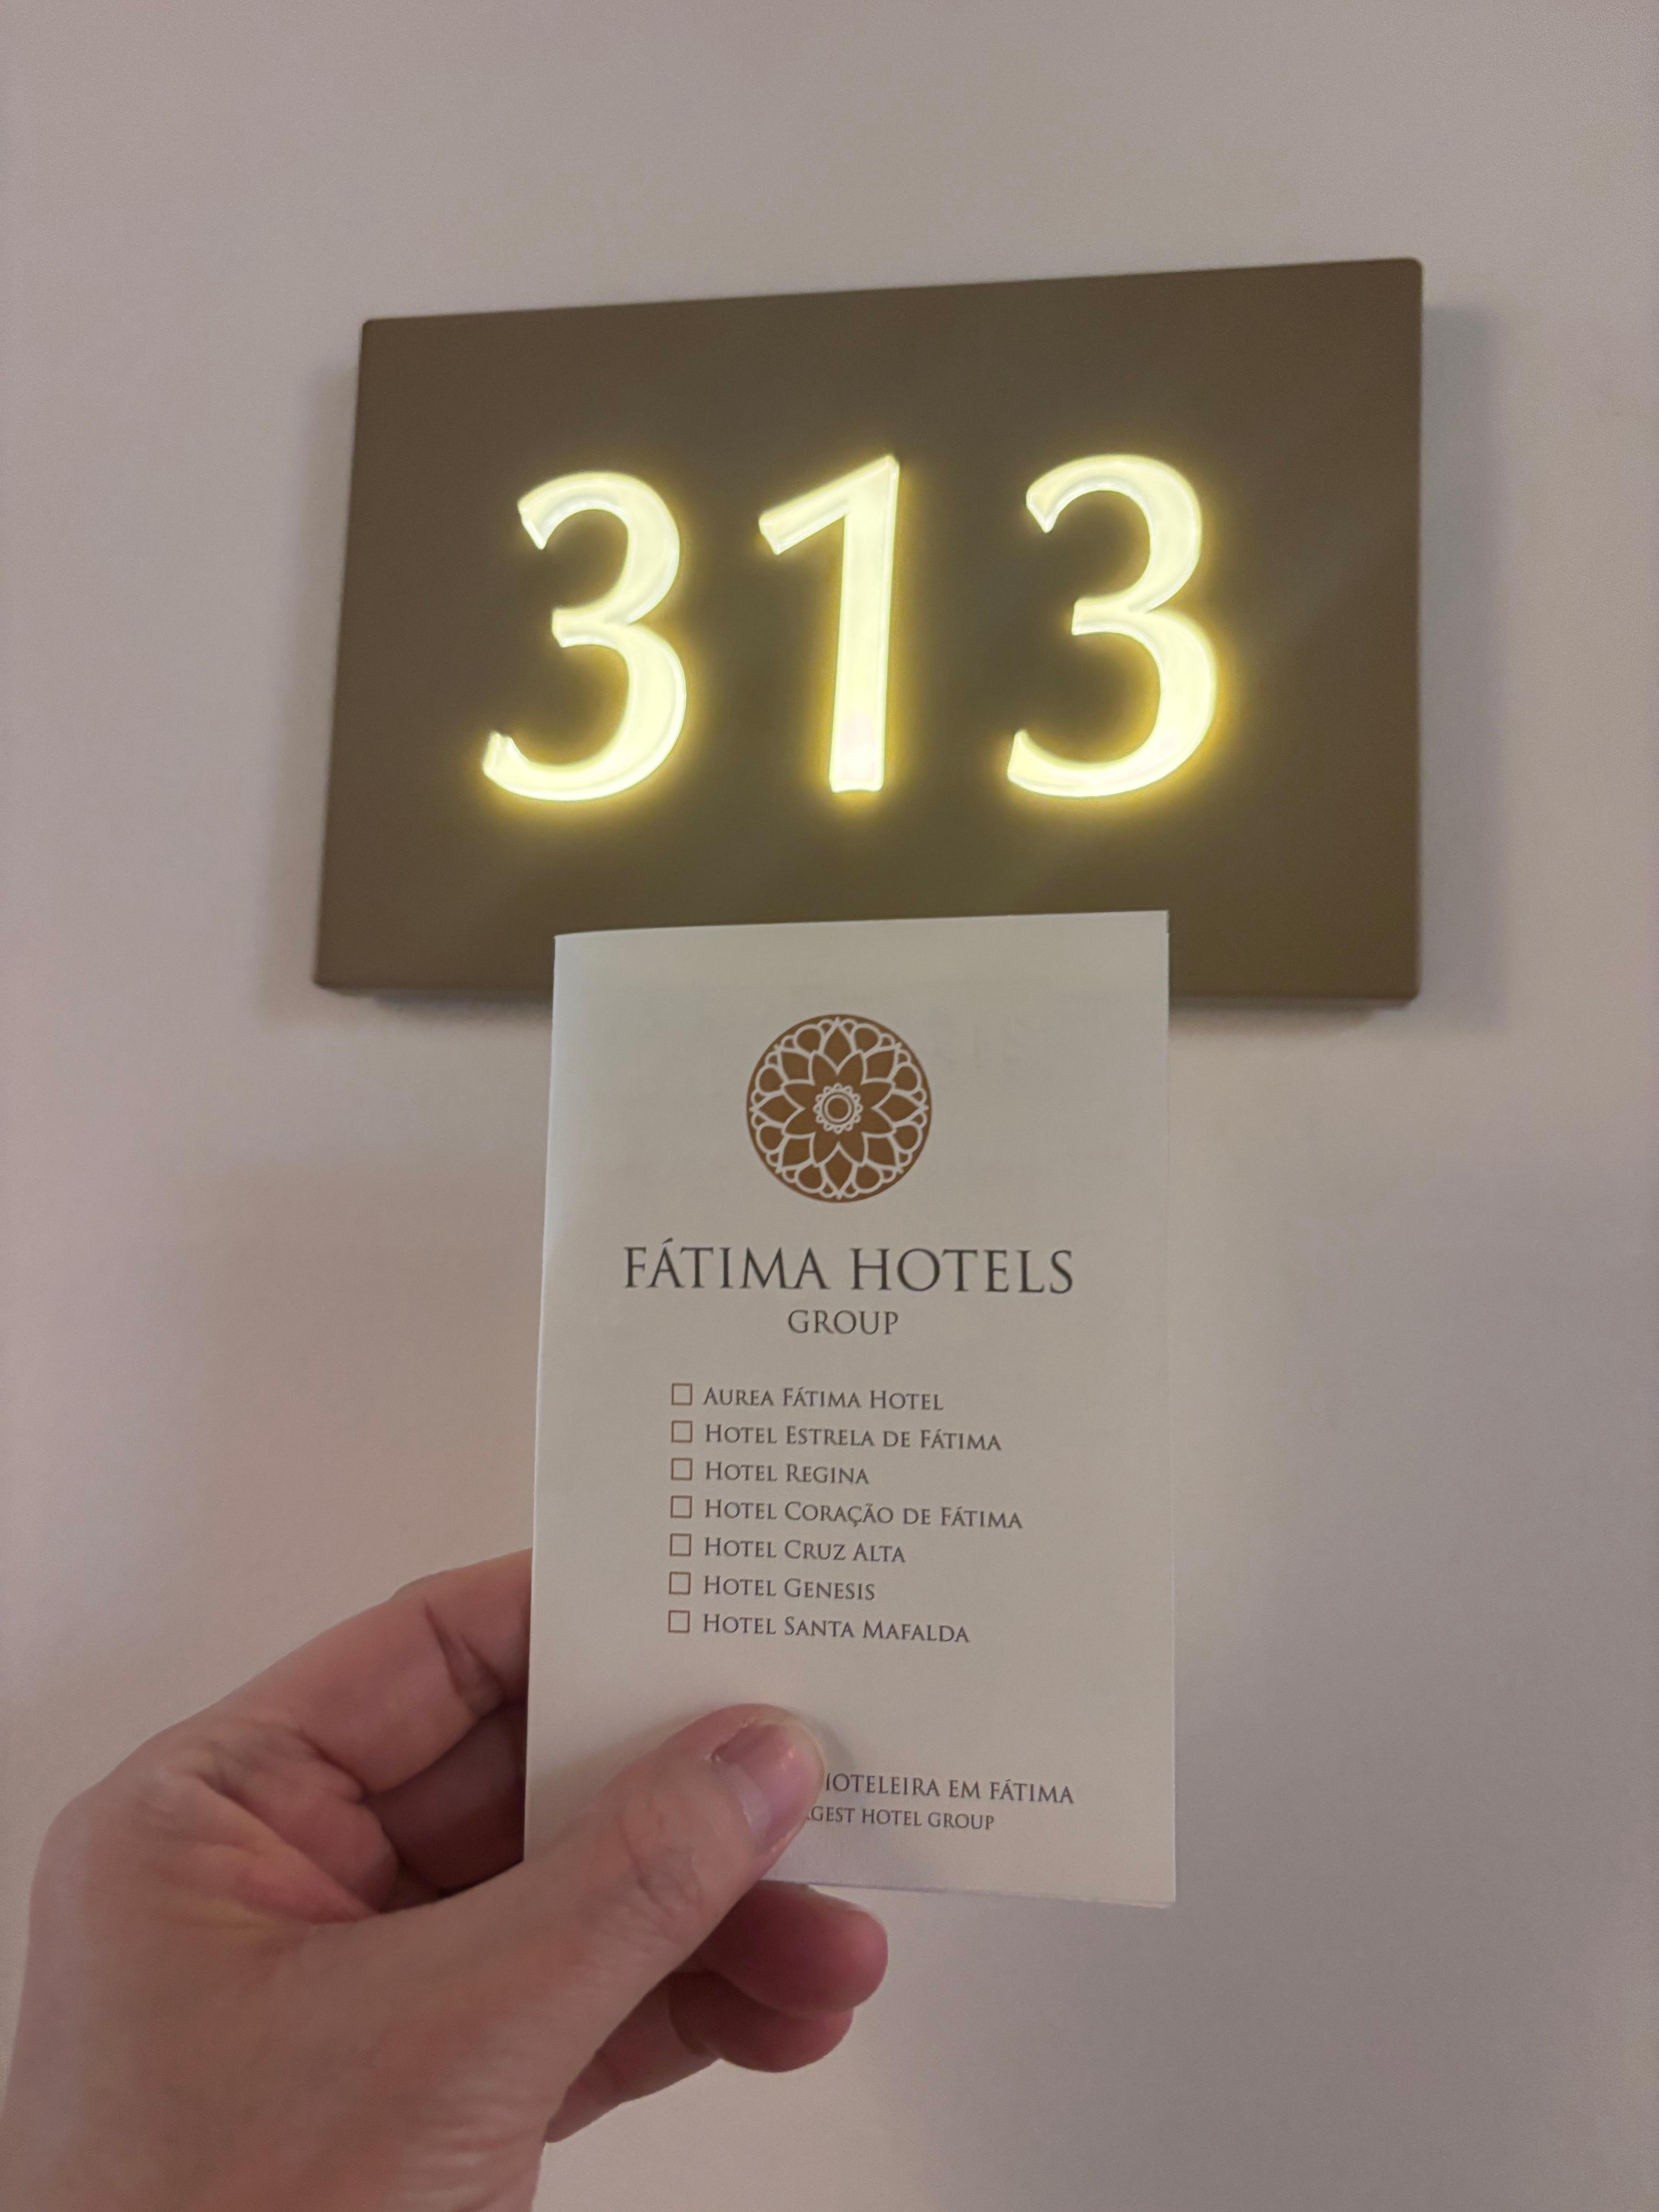 313
FÁTIMA HOTELS
GROUP
AUREA FÁTIMA HOTEL
HOTEL ESTRELA DE FÁTIMA
HOTEL REGINA
HOTEL CORAÇÃO DE FÁTIMA
HOTEL CRUZ ALTA
HOTEL GENESIS
HOTEL SANTA MAFALDA
EM FÁTIMA
HOTEL GROUP